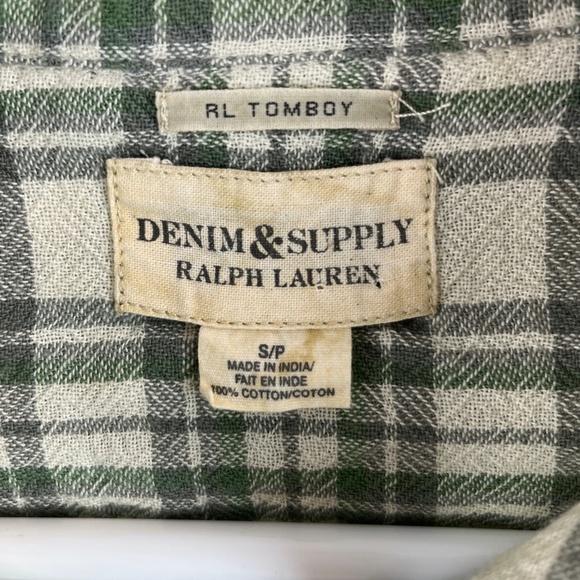 RL TOMBOY
DENIM&SUPPLY
RALPH LAUREN
S/P
MADE IN INDIA/
FAIT EN INDE
100% COTTON/COTON